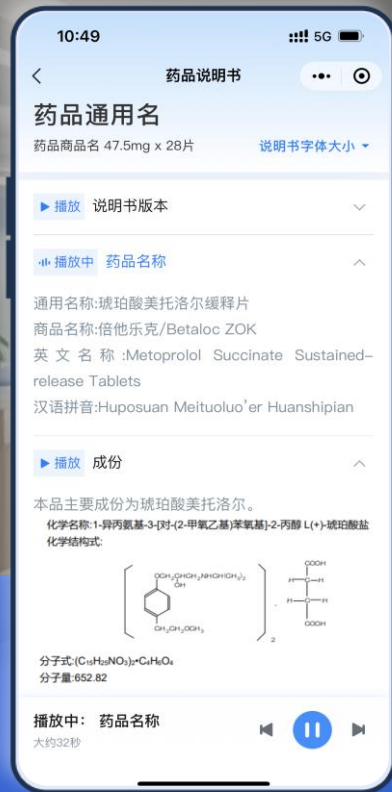 10:49
5G
药品说明书
药品通用名
药品商品名 47.5mg x 28片
说明书字体大小
播放 说明书版本
播放中 药品名称
通用名称:琥珀酸美托洛尔缓释片
商品名称:倍他乐克/Betaloc ZOK
英文名称:Metoprolol Succinate Sustained-
release Tablets
汉语拼音:Huposuan Meituoluo'er Huanshipian
播放 成份
本品主要成份为琥珀酸美托洛尔。
化学名称:1-异丙氨基-3-[对-(2-甲氧乙基)苯氧基]-2-丙醇 L(+)-琥珀酸盐
化学结构式:
OCH₂CHCH₂NHCH(CH₃)₂
OH
CH₂CH₂OCH₃
2
COOH
H—C—H
H—C—H
COOH
分子式:(C₁₅H₂₅NO₃)₂•C₄H₆O₄
分子量:652.82
播放中： 药品名称
大约32秒